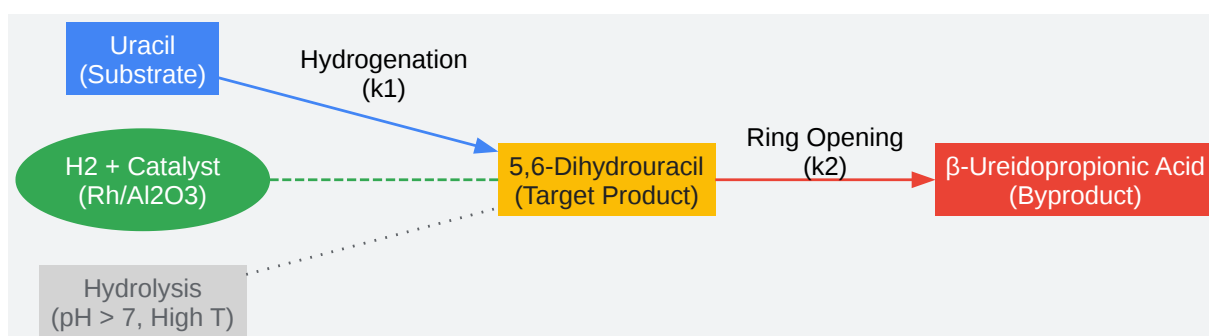 Uracil
(Substrate)
Hydrogenation
(k1)
H2 + Catalyst
(Rh/Al2O3)
5,6-Dihydrouracil
(Target Product)
Ring Opening
(k2)
β-Ureidopropionic Acid
(Byproduct)
Hydrolysis
(pH > 7, High T)